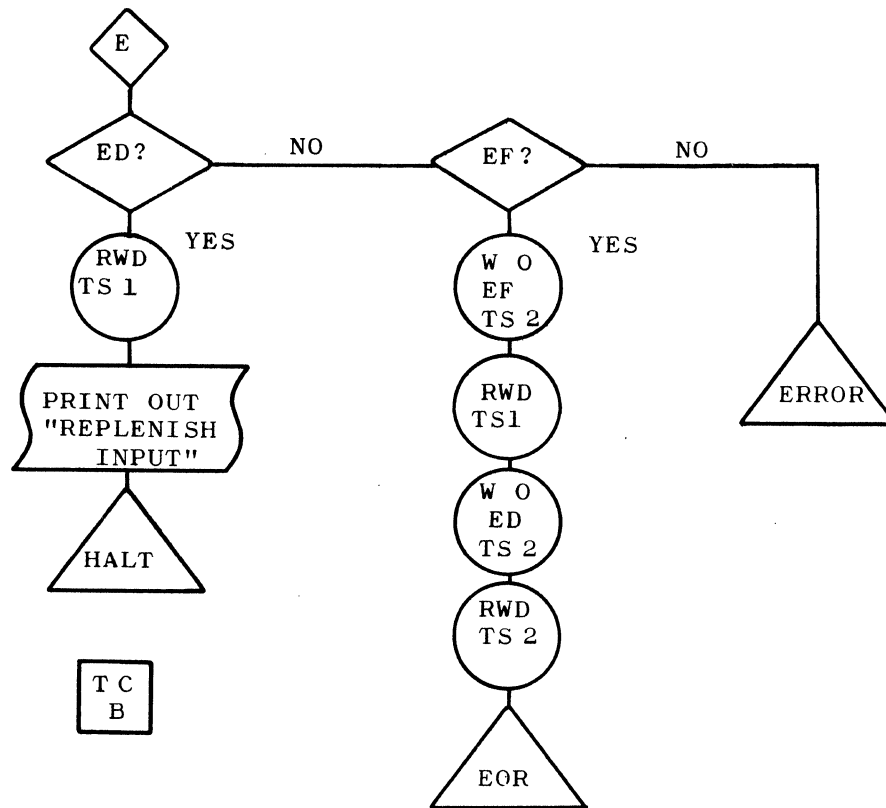 E
ED?
NO
EF?
NO
YES
RWD
TS 1
W O
EF
TS 2
YES
PRINT OUT
"REPLENISH
INPUT"
RWD
TS1
ERROR
W O
ED
TS 2
HALT
RWD
TS 2
T C
B
EOR